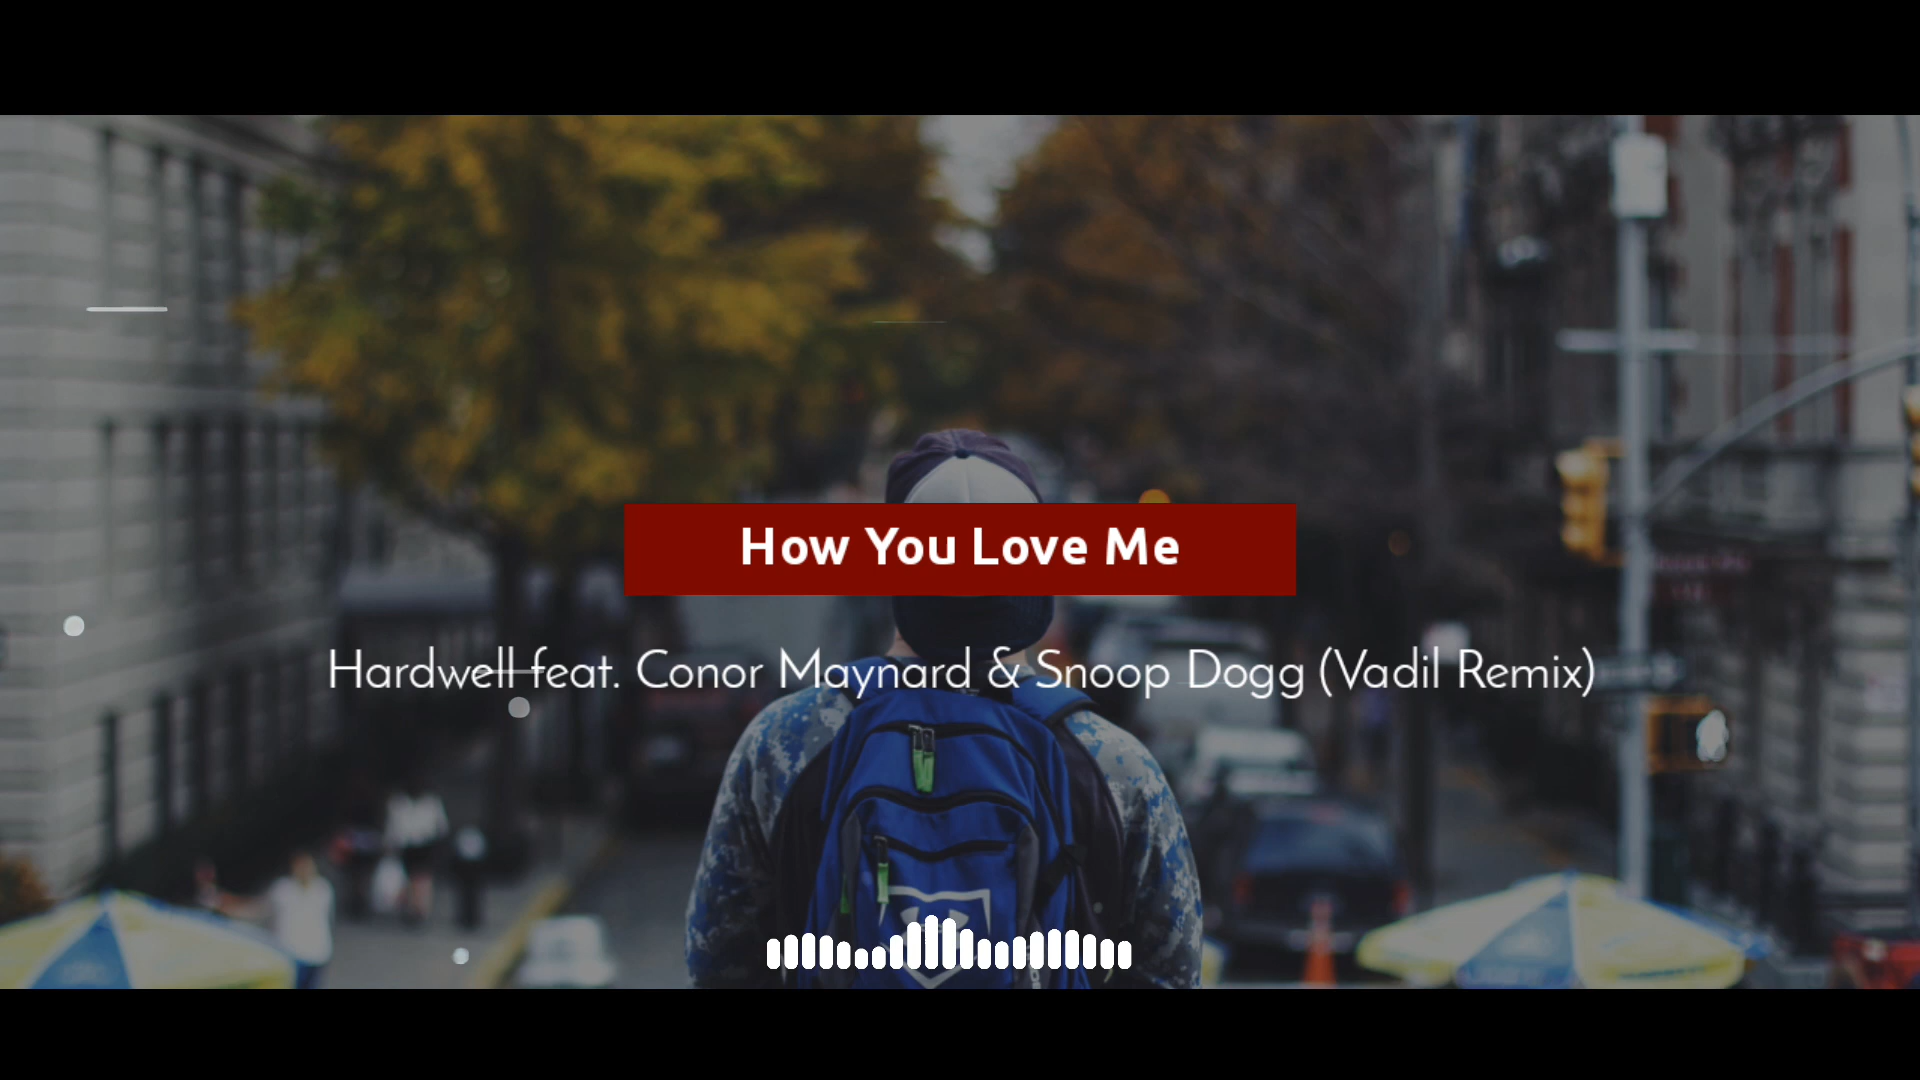 How You Love Me
Hardwell feat. Conor Maynard & Snoop Dogg (Vadil Remix)